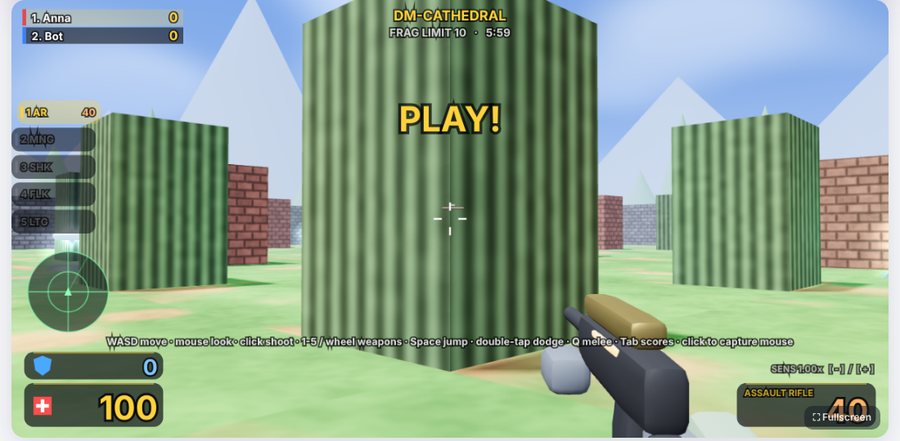 1. Anna 0
2. Bot 0
DM-CATHEDRAL
FRAG LIMIT 10 · 5:59
PLAY!
1 AR 40
2 MNG
3 SHK
4 FLK
5 LTG
WASD move · mouse look · click shoot · 1-5 / wheel weapons · Space jump · double-tap dodge · Q melee · Tab scores · click to capture mouse
0
100
SENS 1.00x [-] / [+]
ASSAULT RIFLE
40
Fullscreen